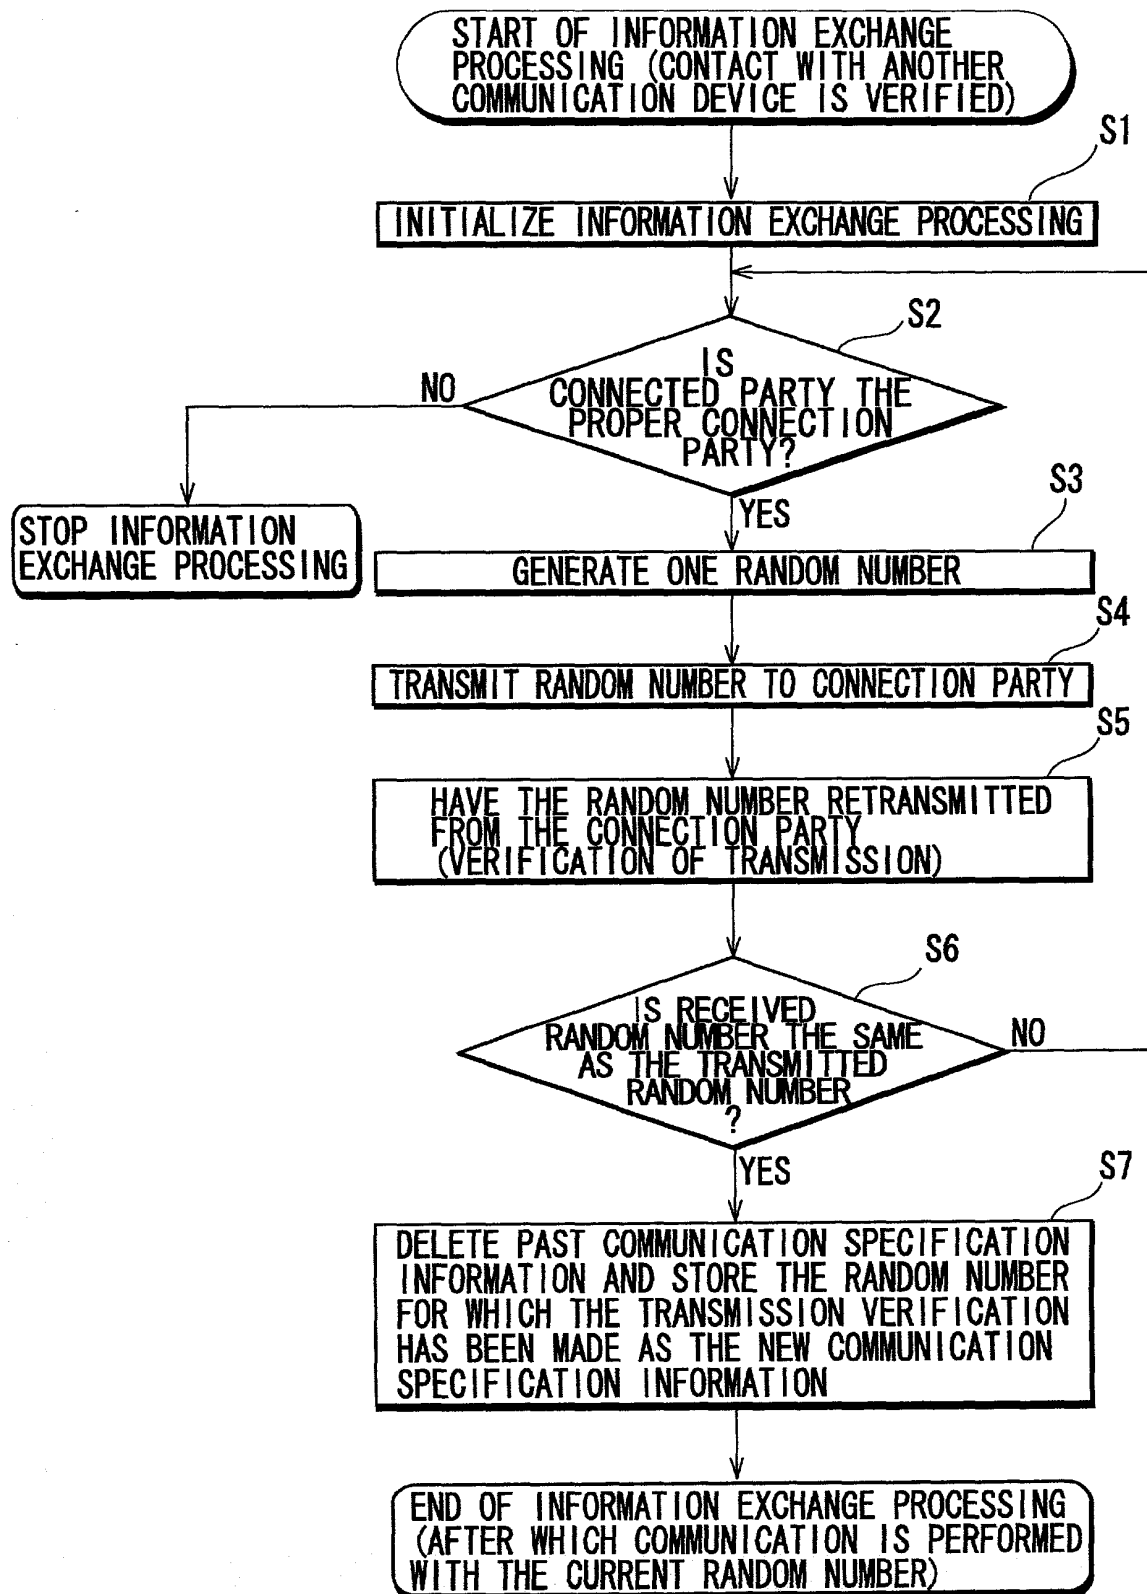 START OF INFORMATION EXCHANGE
PROCESSING (CONTACT WITH ANOTHER
COMMUNICATION DEVICE IS VERIFIED)
S1
INITIALIZE INFORMATION EXCHANGE PROCESSING
S2
IS
CONNECTED PARTY THE
PROPER CONNECTION
PARTY?
NO
YES
STOP INFORMATION
EXCHANGE PROCESSING
S3
GENERATE ONE RANDOM NUMBER
S4
TRANSMIT RANDOM NUMBER TO CONNECTION PARTY
S5
HAVE THE RANDOM NUMBER RETRANSMITTED
FROM THE CONNECTION PARTY
(VERIFICATION OF TRANSMISSION)
S6
IS RECEIVED
RANDOM NUMBER THE SAME
AS THE TRANSMITTED
RANDOM NUMBER
?
NO
YES
S7
DELETE PAST COMMUNICATION SPECIFICATION
INFORMATION AND STORE THE RANDOM NUMBER
FOR WHICH THE TRANSMISSION VERIFICATION
HAS BEEN MADE AS THE NEW COMMUNICATION
SPECIFICATION INFORMATION
END OF INFORMATION EXCHANGE PROCESSING
(AFTER WHICH COMMUNICATION IS PERFORMED
WITH THE CURRENT RANDOM NUMBER)